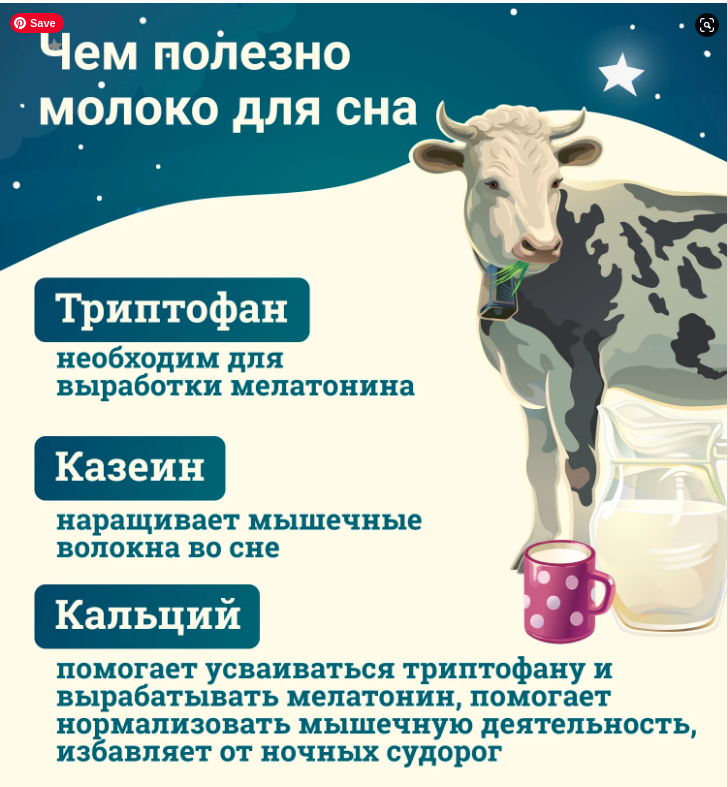 Save
Чем полезно
молоко для сна
Триптофан
необходим для
выработки мелатонина
Казеин
наращивает мышечные
волокна во сне
Кальций
помогает усваиваться триптофану и
вырабатывать мелатонин, помогает
нормализовать мышечную деятельность,
избавляет от ночных судорог